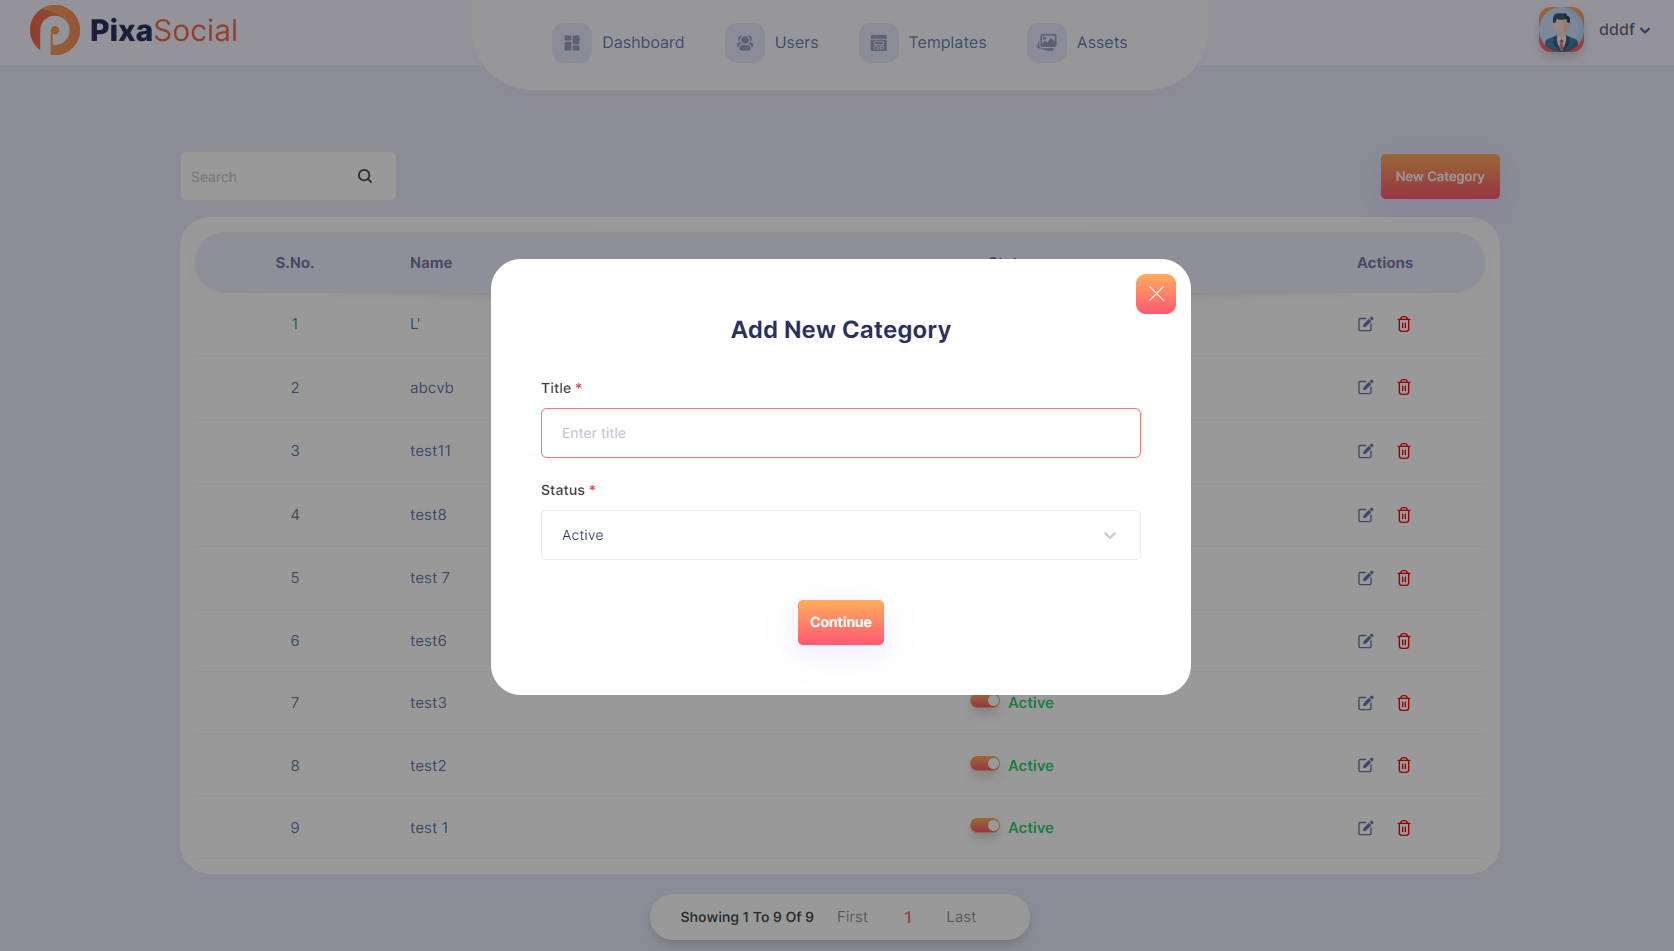 PixaSocial
Dashboard
Users
Templates
Assets
dddf
Search
New Category
S.No.
Name
Actions
1
L'
2
abcvb
3
test11
4
test8
5
test 7
6
test6
7
test3
Active
8
test2
Active
9
test 1
Active
Add New Category
Title *
Enter title
Status *
Active
Continue
Showing 1 To 9 Of 9
First
1
Last